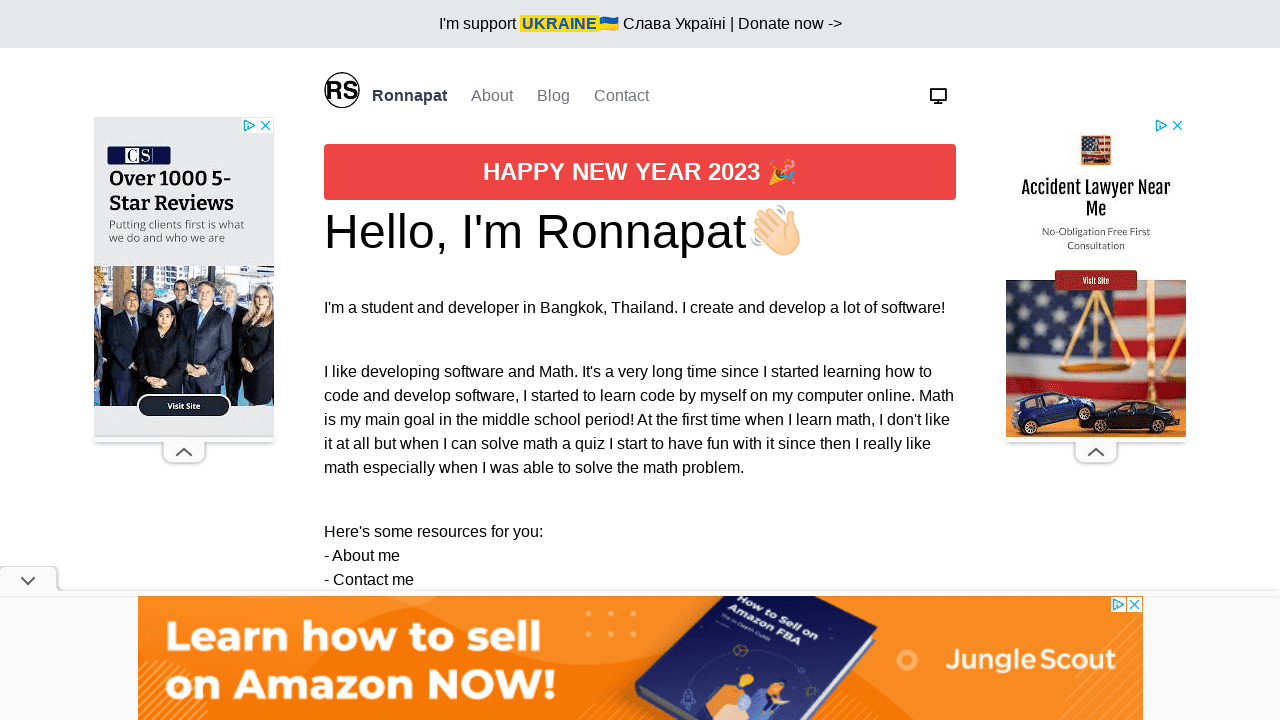 I'm support UKRAINE🇺🇦 Слава Україні | Donate now ->
RS Ronnapat About Blog Contact
HAPPY NEW YEAR 2023 🎉
Hello, I'm Ronnapat👋🏻
I'm a student and developer in Bangkok, Thailand. I create and develop a lot of software!
I like developing software and Math. It's a very long time since I started learning how to
code and develop software, I started to learn code by myself on my computer online. Math
is my main goal in the middle school period! At the first time when I learn math, I don't like
it at all but when I can solve math a quiz I start to have fun with it since then I really like
math especially when I was able to solve the math problem.
Here's some resources for you:
- About me
- Contact me
CS
Over 1000 5-
Star Reviews
Putting clients first is what
we do and who we are
Visit Site
Accident Lawyer Near
Me
No-Obligation Free First
Consultation
Visit Site
Learn how to sell
on Amazon NOW!
How to Sell on
Amazon FBA
The In-Depth Guide
JungleScout